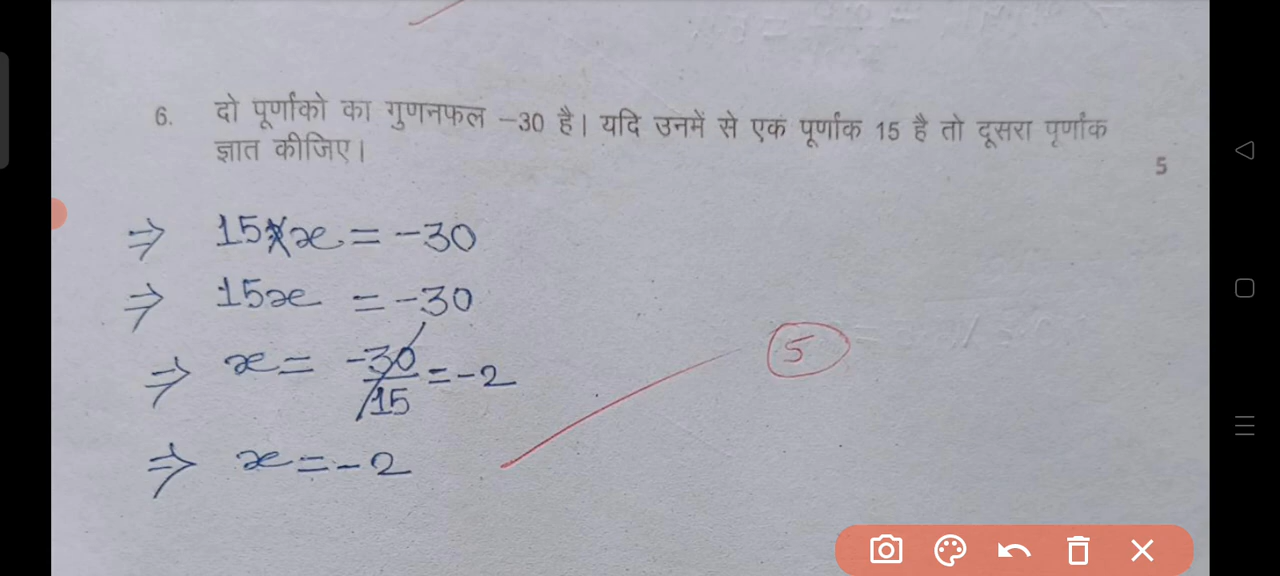 6. दो पूर्णांको का गुणनफल –30 है। यदि उनमें से एक पूर्णांक 15 है तो दूसरा पूर्णांक
ज्ञात कीजिए।
5
⇒ 15×x = -30
⇒ 15x = -30
⇒ x = -30/15 = -2
5
⇒ x = -2